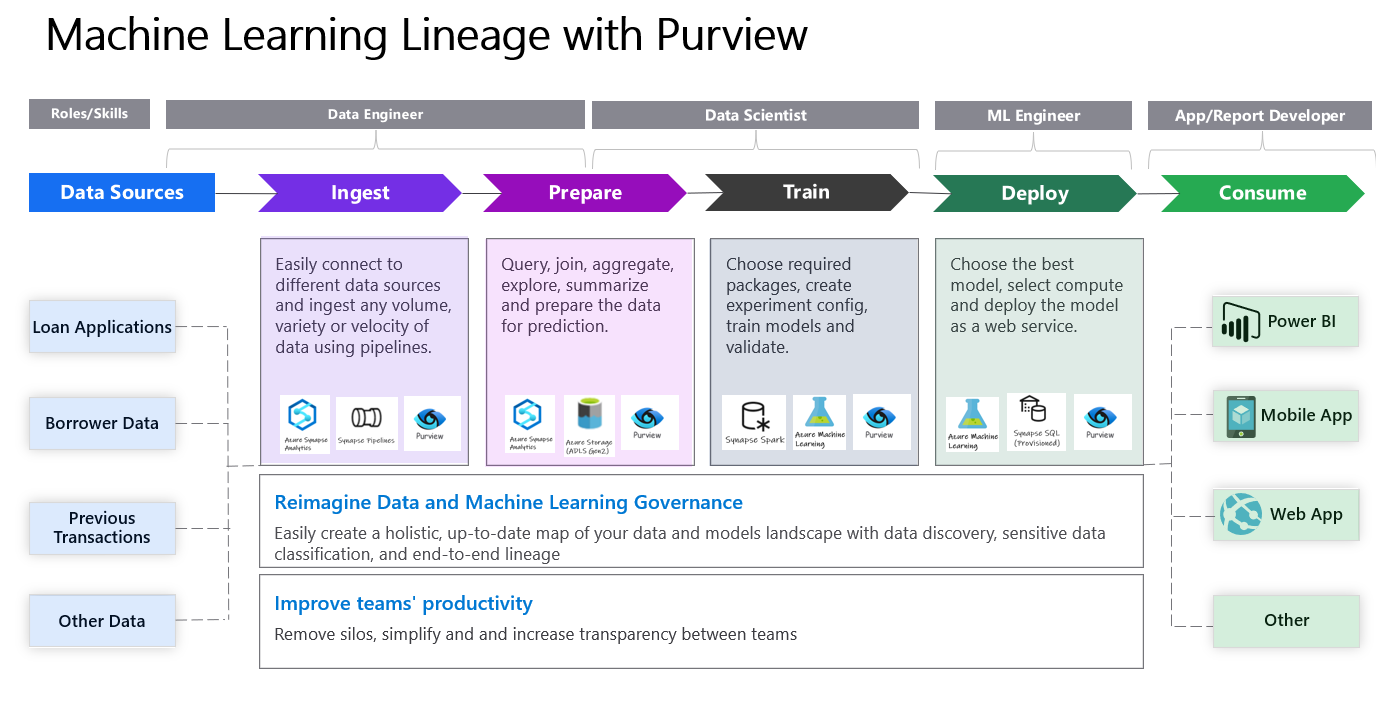 Machine Learning Lineage with Purview
Roles/Skills
Data Engineer
Data Scientist
ML Engineer
App/Report Developer
Data Sources
Ingest
Prepare
Train
Deploy
Consume
Easily connect to
different data sources
and ingest any volume,
variety or velocity of
data using pipelines.
Azure Synapse
Analytics
Synapse Pipelines
Purview
Query, join, aggregate,
explore, summarize
and prepare the data
for prediction.
Azure Synapse
Analytics
Azure Storage
(ADLS Gen2)
Purview
Choose required
packages, create
experiment config,
train models and
validate.
Synapse Spark
Azure Machine
Learning
Purview
Choose the best
model, select compute
and deploy the model
as a web service.
Azure Machine
Learning
Synapse SQL
(Provisioned)
Purview
Loan Applications
Borrower Data
Previous
Transactions
Other Data
Power BI
Mobile App
Web App
Other
Reimagine Data and Machine Learning Governance
Easily create a holistic, up-to-date map of your data and models landscape with data discovery, sensitive data
classification, and end-to-end lineage
Improve teams' productivity
Remove silos, simplify and and increase transparency between teams